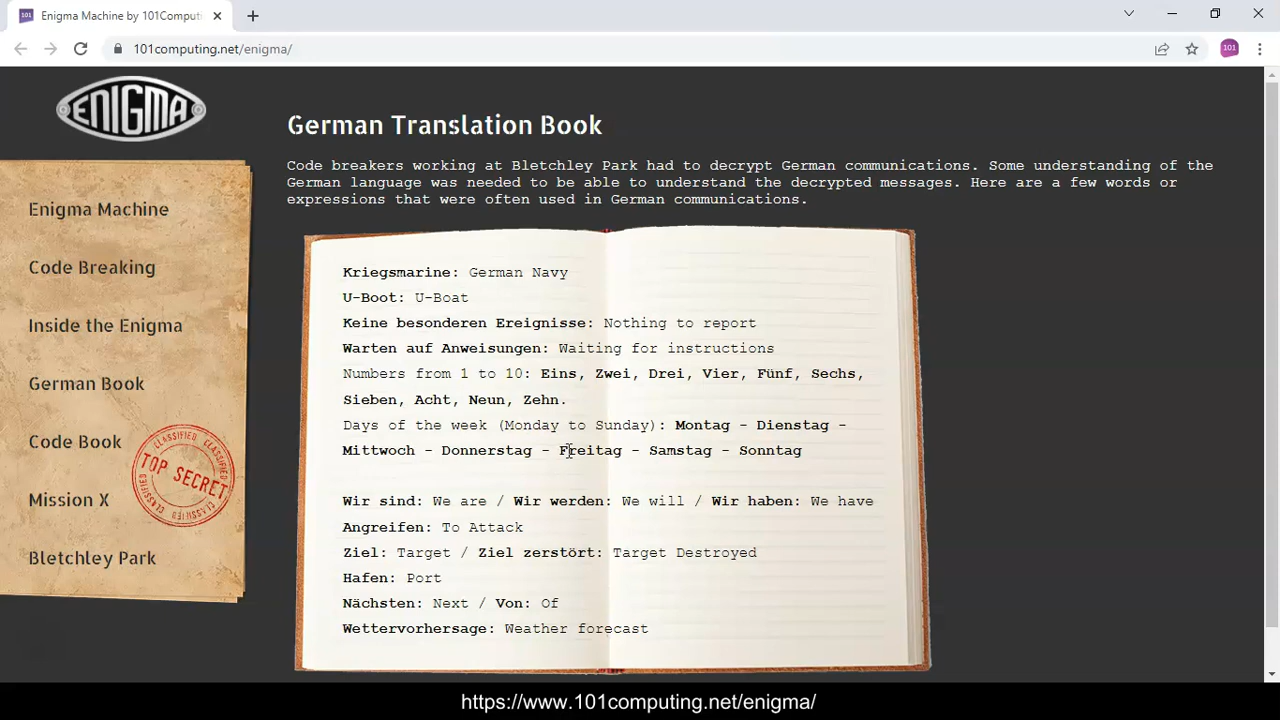 Enigma Machine by 101Computi
101computing.net/enigma/
101
ENIGMA
Enigma Machine
Code Breaking
Inside the Enigma
German Book
Code Book
Mission X
Bletchley Park
CLASSIFIED
TOP SECRET
CLASSIFIED
German Translation Book
Code breakers working at Bletchley Park had to decrypt German communications. Some understanding of the
German language was needed to be able to understand the decrypted messages. Here are a few words or
expressions that were often used in German communications.
Kriegsmarine: German Navy
U-Boot: U-Boat
Keine besonderen Ereignisse: Nothing to report
Warten auf Anweisungen: Waiting for instructions
Numbers from 1 to 10: Eins, Zwei, Drei, Vier, Fünf, Sechs,
Sieben, Acht, Neun, Zehn.
Days of the week (Monday to Sunday): Montag - Dienstag -
Mittwoch - Donnerstag - Freitag - Samstag - Sonntag
Wir sind: We are / Wir werden: We will / Wir haben: We have
Angreifen: To Attack
Ziel: Target / Ziel zerstört: Target Destroyed
Hafen: Port
Nächsten: Next / Von: Of
Wettervorhersage: Weather forecast
https://www.101computing.net/enigma/